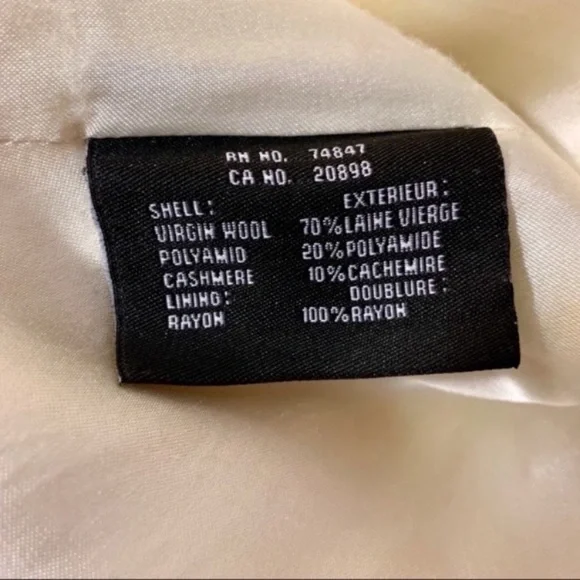 RN NO. 74847
CA NO. 20898
SHELL: EXTERIEUR:
VIRGIN WOOL 70% LAINE VIERGE
POLYAMID 20% POLYAMIDE
CASHMERE 10% CACHEMIRE
LINING: DOUBLURE:
RAYON 100% RAYON